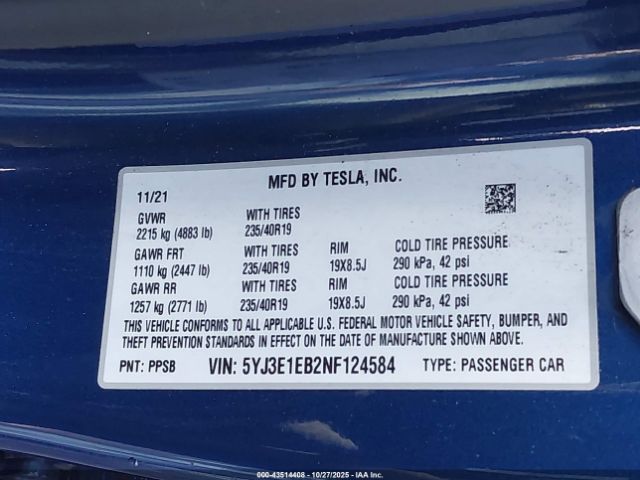 MFD BY TESLA, INC.
11/21
GVWR WITH TIRES
2215 kg (4883 lb) 235/40R19
GAWR FRT WITH TIRES RIM COLD TIRE PRESSURE
1110 kg (2447 lb) 235/40R19 19X8.5J 290 kPa, 42 psi
GAWR RR WITH TIRES RIM COLD TIRE PRESSURE
1257 kg (2771 lb) 235/40R19 19X8.5J 290 kPa, 42 psi
THIS VEHICLE CONFORMS TO ALL APPLICABLE U.S. FEDERAL MOTOR VEHICLE SAFETY, BUMPER, AND
THEFT PREVENTION STANDARDS IN EFFECT ON THE DATE OF MANUFACTURE SHOWN ABOVE.
PNT: PPSB VIN: 5YJ3E1EB2NF124584 TYPE: PASSENGER CAR
000-43514408 - 10/27/2025 - IAA Inc.